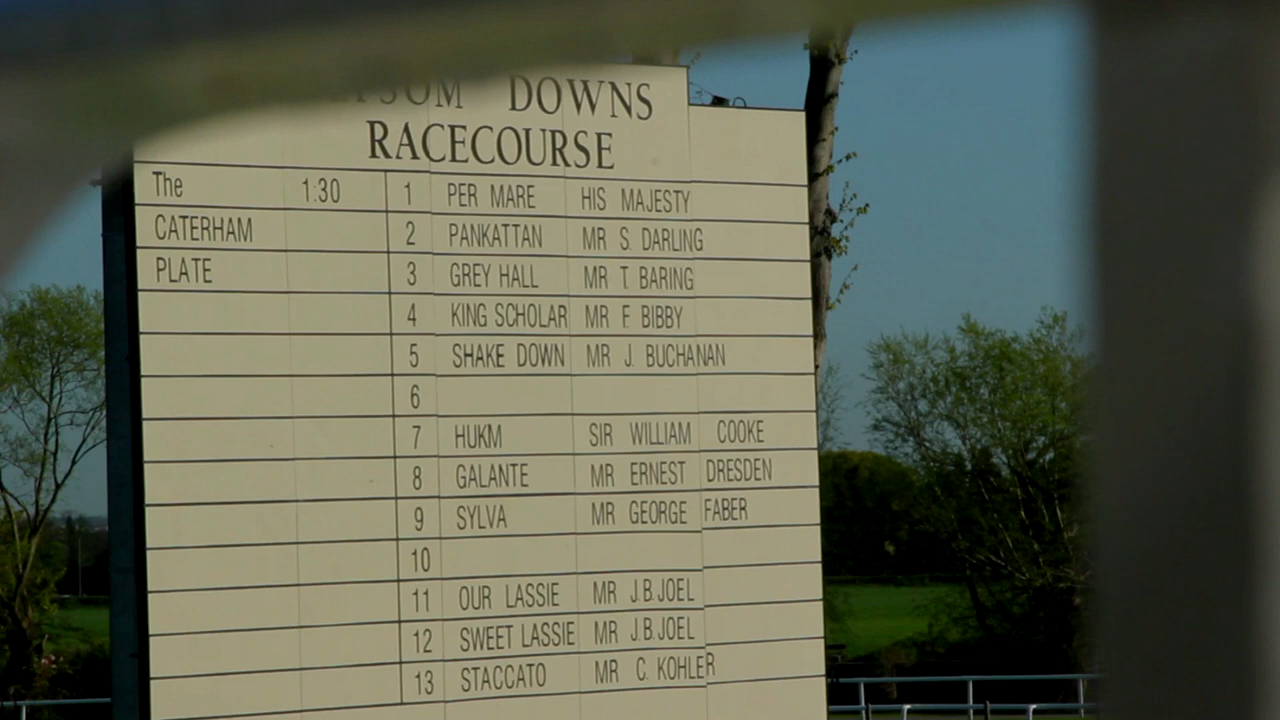 DOWNS
RACECOURSE
The 1:30 1 PER MARE HIS MAJESTY
CATERHAM 2 PANKATTAN MR S. DARLING
PLATE 3 GREY HALL MR T. BARING
4 KING SCHOLAR MR F. BIBBY
5 SHAKE DOWN MR J. BUCHANAN
6
7 HUKM SIR WILLIAM COOKE
8 GALANTE MR ERNEST DRESDEN
9 SYLVA MR GEORGE FABER
10
11 OUR LASSIE MR J.B.JOEL
12 SWEET LASSIE MR J.B.JOEL
13 STACCATO MR C. KOHLER